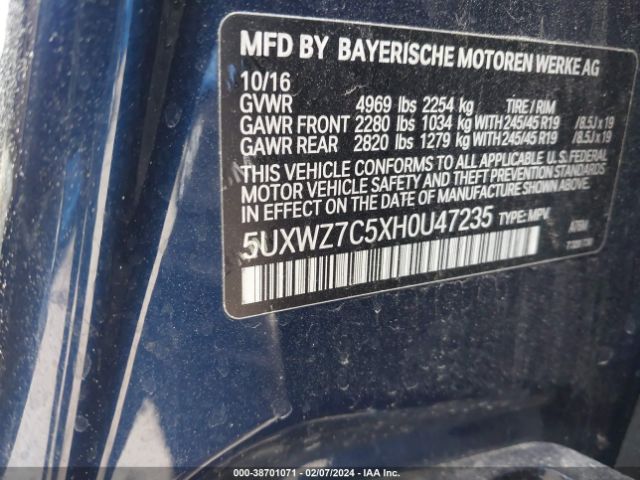 MFD BY BAYERISCHE MOTOREN WERKE AG
10/16
GVWR 4969 lbs 2254 kg TIRE / RIM
GAWR FRONT 2280 lbs 1034 kg WITH 245/45 R19 /8.5J x 19
GAWR REAR 2820 lbs 1279 kg WITH 245/45 R19 /8.5J x 19
THIS VEHICLE CONFORMS TO ALL APPLICABLE U. S. FEDERAL
MOTOR VEHICLE SAFETY AND THEFT PREVENTION STANDARDS
IN EFFECT ON THE DATE OF MANUFACTURE SHOWN ABOVE.
5UXWZ7C5XH0U47235 TYPE: MPV
000-38701071 - 02/07/2024 - IAA Inc.